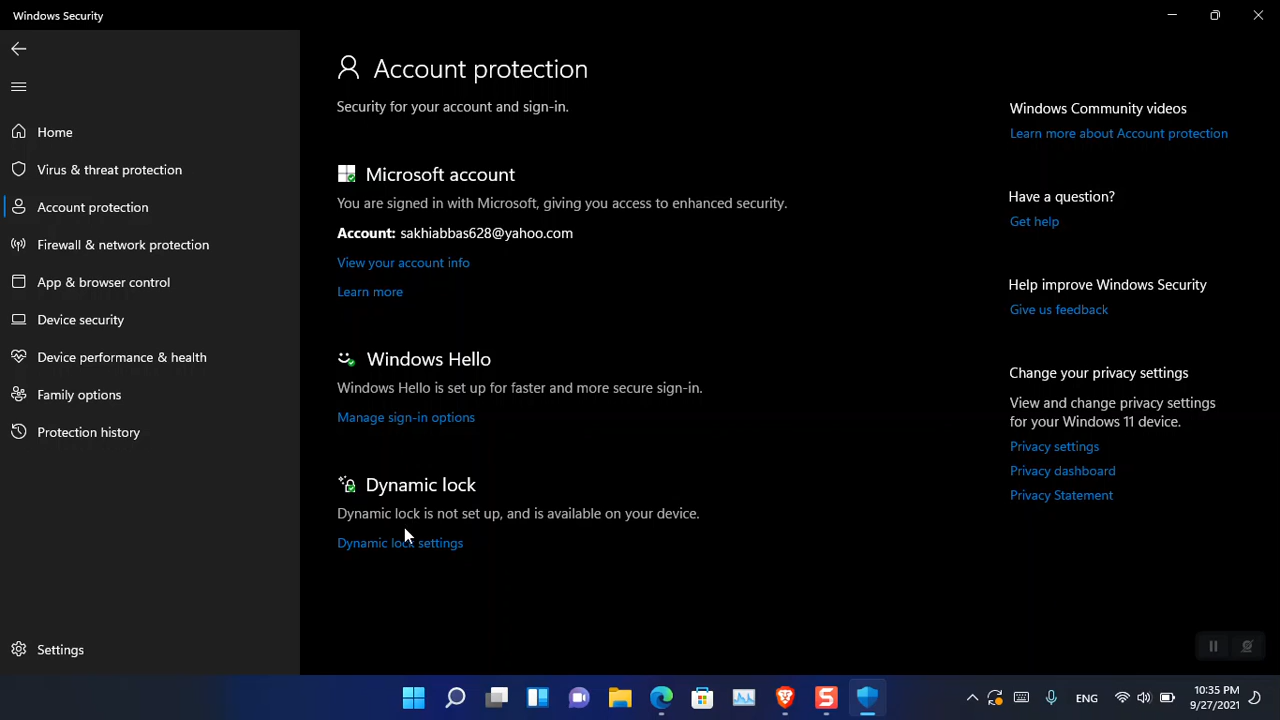 Windows Security
Home
Virus & threat protection
Account protection
Firewall & network protection
App & browser control
Device security
Device performance & health
Family options
Protection history
Settings
Account protection
Security for your account and sign-in.
Microsoft account
You are signed in with Microsoft, giving you access to enhanced security.
Account: sakhiabbas628@yahoo.com
View your account info
Learn more
Windows Hello
Windows Hello is set up for faster and more secure sign-in.
Manage sign-in options
Dynamic lock
Dynamic lock is not set up, and is available on your device.
Dynamic lock settings
Windows Community videos
Learn more about Account protection
Have a question?
Get help
Help improve Windows Security
Give us feedback
Change your privacy settings
View and change privacy settings
for your Windows 11 device.
Privacy settings
Privacy dashboard
Privacy Statement
S
ENG
10:35 PM
9/27/2021